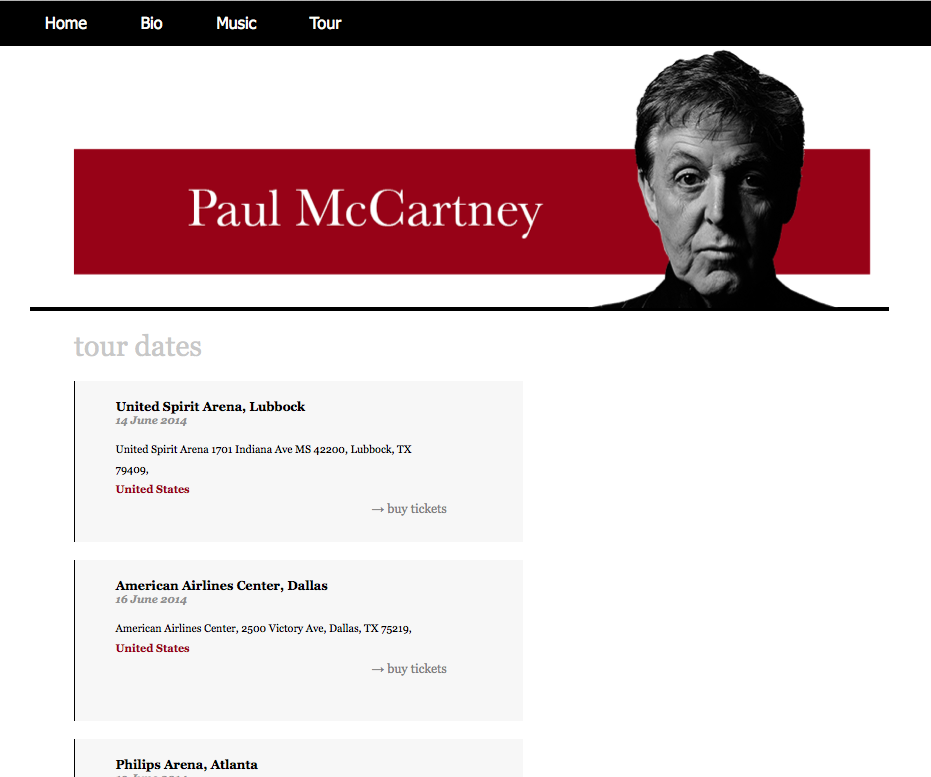 Home Bio Music Tour
Paul McCartney
tour dates
United Spirit Arena, Lubbock
14 June 2014
United Spirit Arena 1701 Indiana Ave MS 42200, Lubbock, TX
79409,
United States
→ buy tickets
American Airlines Center, Dallas
16 June 2014
American Airlines Center, 2500 Victory Ave, Dallas, TX 75219,
United States
→ buy tickets
Philips Arena, Atlanta